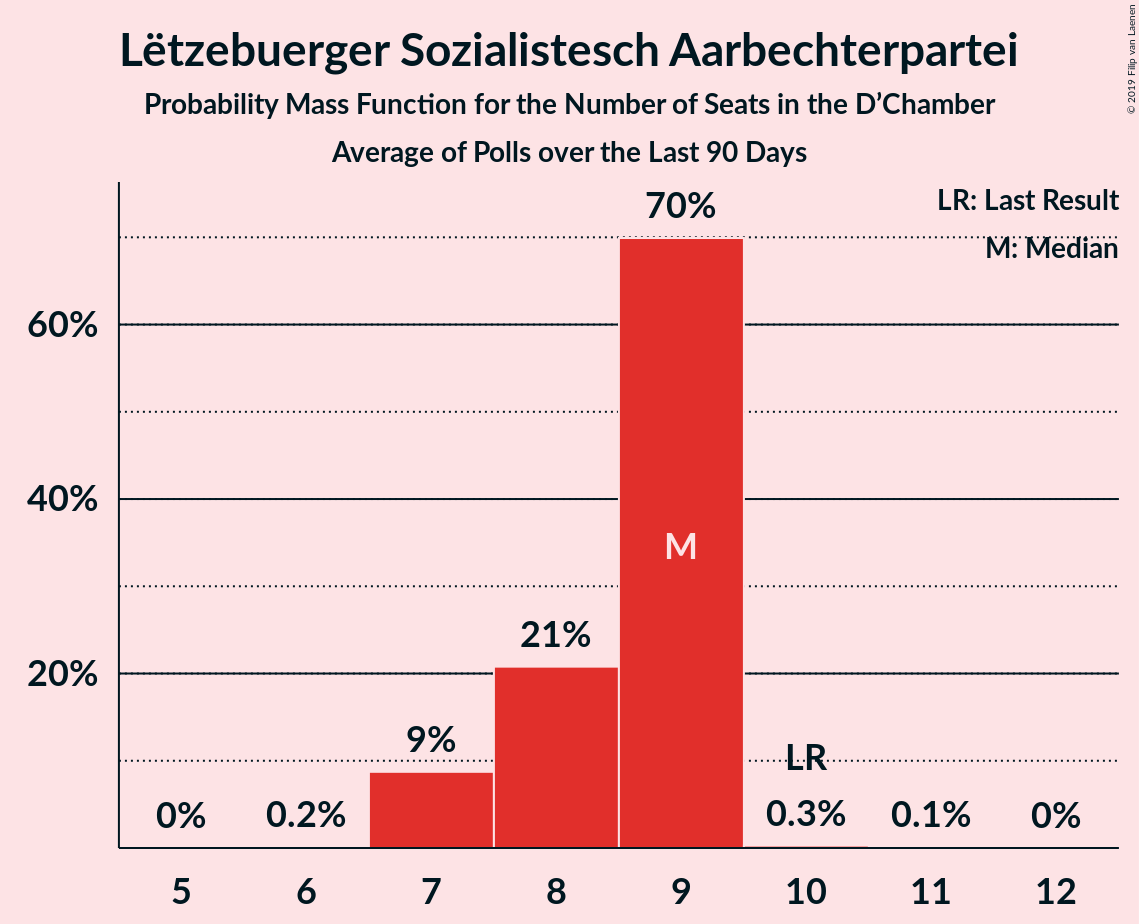 Lëtzebuerger Sozialistesch Aarbechterpartei
Probability Mass Function for the Number of Seats in the D’Chamber
Average of Polls over the Last 90 Days
© 2019 Filip van Laenen
LR: Last Result
M: Median
70%
60%
40%
M
21%
20%
9%
LR
0%
0.2%
0.3%
0.1%
0%
5 6 7 8 9 10 11 12